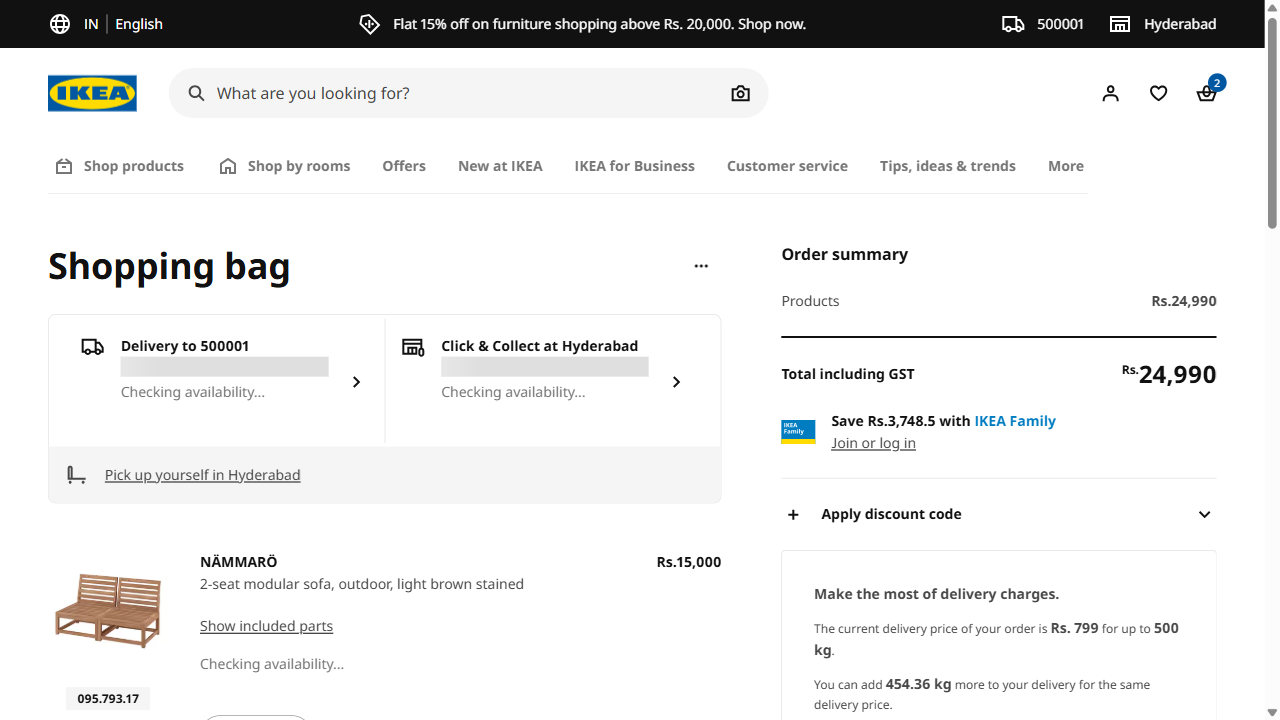 IN English
Flat 15% off on furniture shopping above Rs. 20,000. Shop now.
500001
Hyderabad
IKEA
What are you looking for?
2
Shop products
Shop by rooms
Offers
New at IKEA
IKEA for Business
Customer service
Tips, ideas & trends
More
Shopping bag
Delivery to 500001
Checking availability...
Click & Collect at Hyderabad
Checking availability...
Pick up yourself in Hyderabad
NÄMMARÖ
Rs.15,000
2-seat modular sofa, outdoor, light brown stained
Show included parts
Checking availability...
095.793.17
Order summary
Products Rs.24,990
Total including GST Rs.24,990
IKEA Family
Save Rs.3,748.5 with IKEA Family
Join or log in
Apply discount code
Make the most of delivery charges.
The current delivery price of your order is Rs. 799 for up to 500
kg.
You can add 454.36 kg more to your delivery for the same
delivery price.